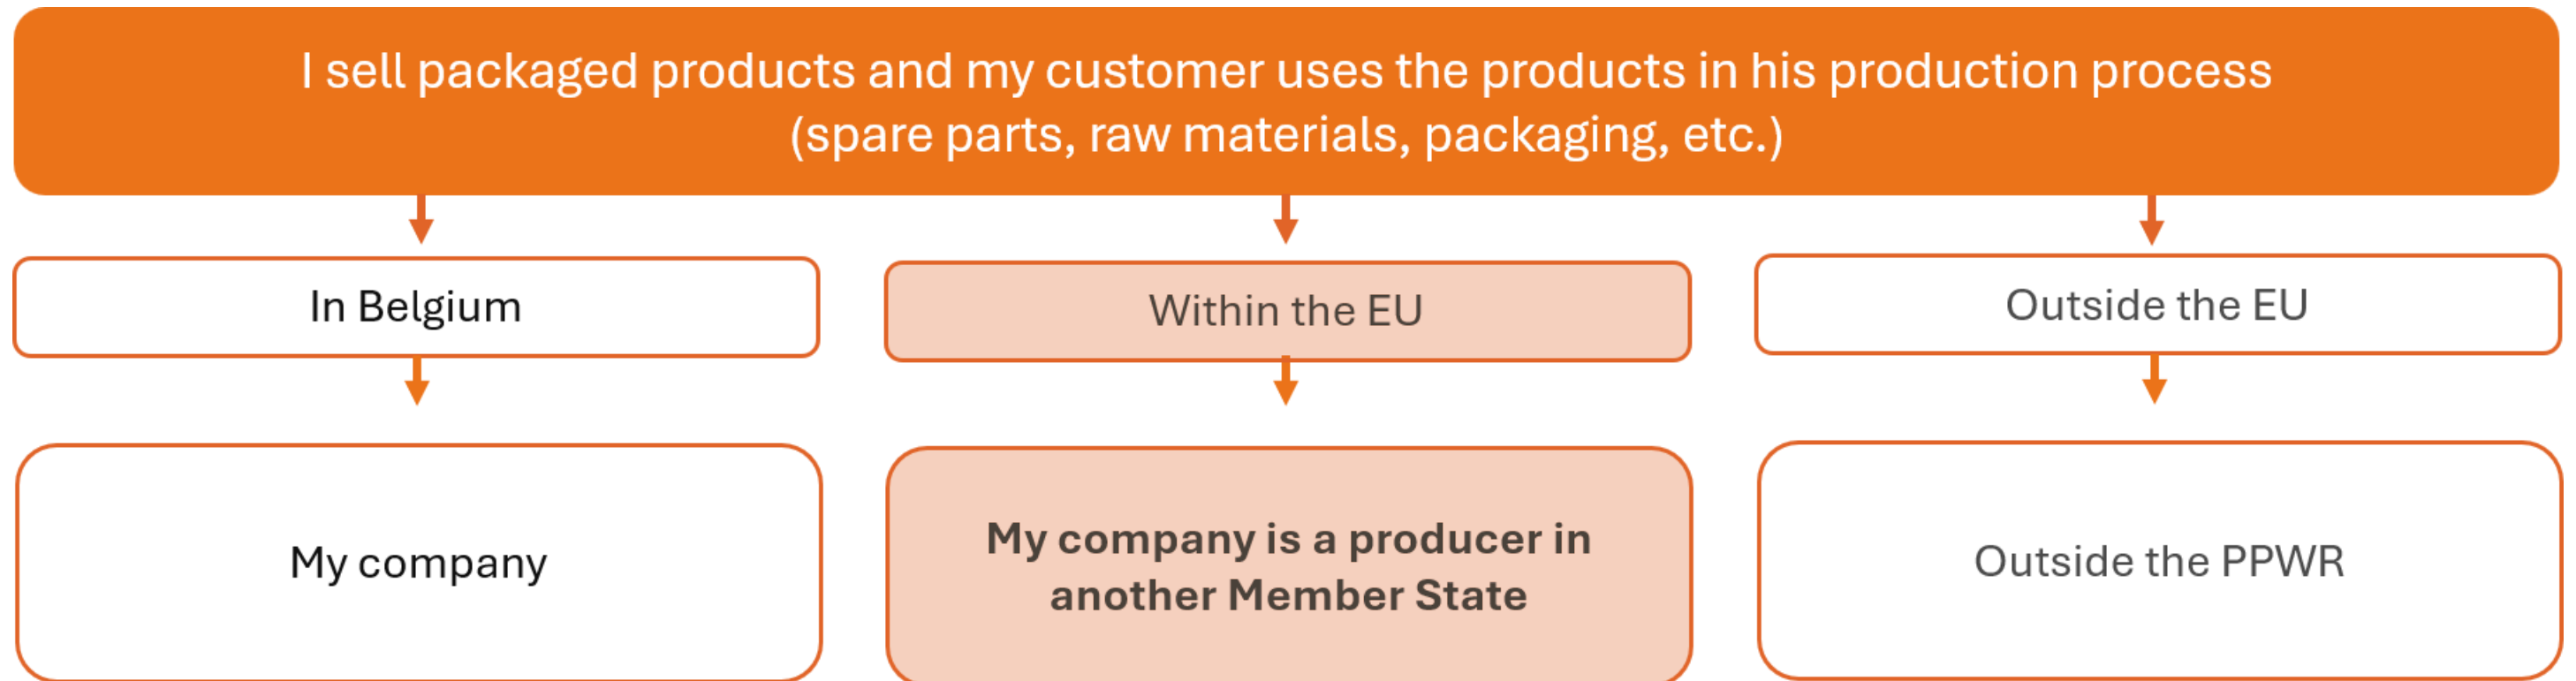 I sell packaged products and my customer uses the products in his production process
(spare parts, raw materials, packaging, etc.)
In Belgium
Within the EU
Outside the EU
My company
My company is a producer in
another Member State
Outside the PPWR